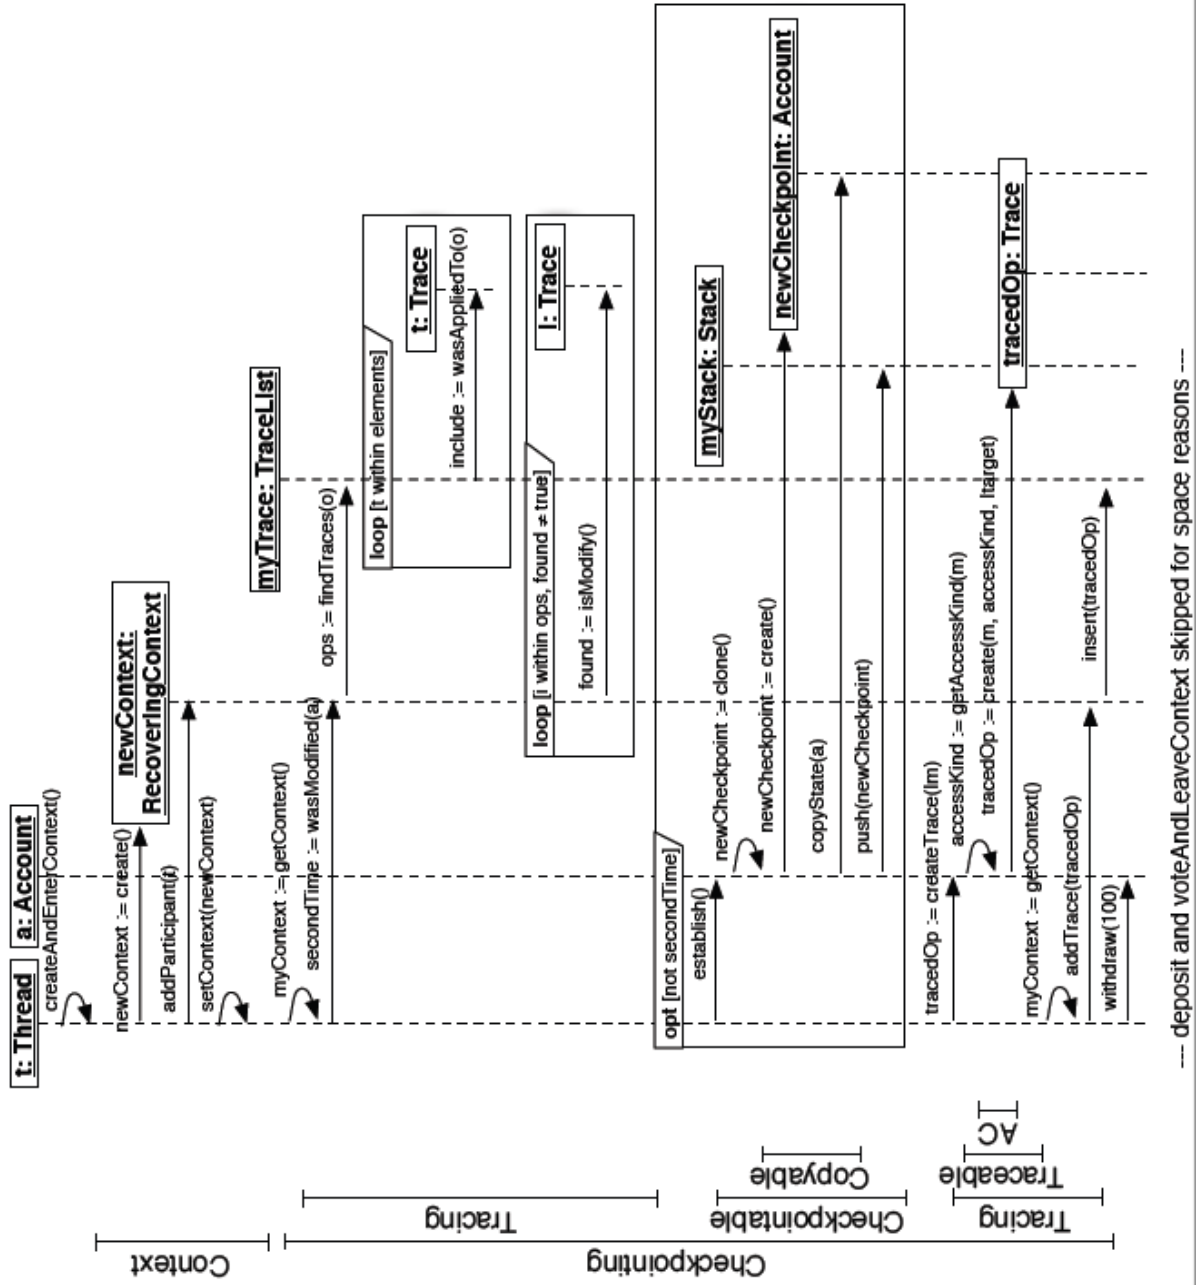 t: Thread
a: Account
createAndEnterContext()
newContext := create()
newContext:
RecoveringContext
addParticipant(t)
setContext(newContext)
myTrace: TraceList
myContext := getContext()
secondTime := wasModified(a)
ops := findTraces(o)
loop [t within elements]
t: Trace
include := wasAppliedTo(o)
loop [i within ops, found ≠ true]
l: Trace
found := isModify()
opt [not secondTime]
establish()
myStack: Stack
newCheckpoint := clone()
newCheckpoint := create()
newCheckpoint: Account
copyState(a)
push(newCheckpoint)
tracedOp := createTrace(lm)
accessKind := getAccessKind(m)
tracedOp := create(m, accessKind, ltarget)
tracedOp: Trace
myContext := getContext()
addTrace(tracedOp)
insert(tracedOp)
withdraw(100)
--- deposit and voteAndLeaveContext skipped for space reasons ---
Context
Checkpointing
Tracing
Checkpointable
Copyable
Tracing
Traceable
AC